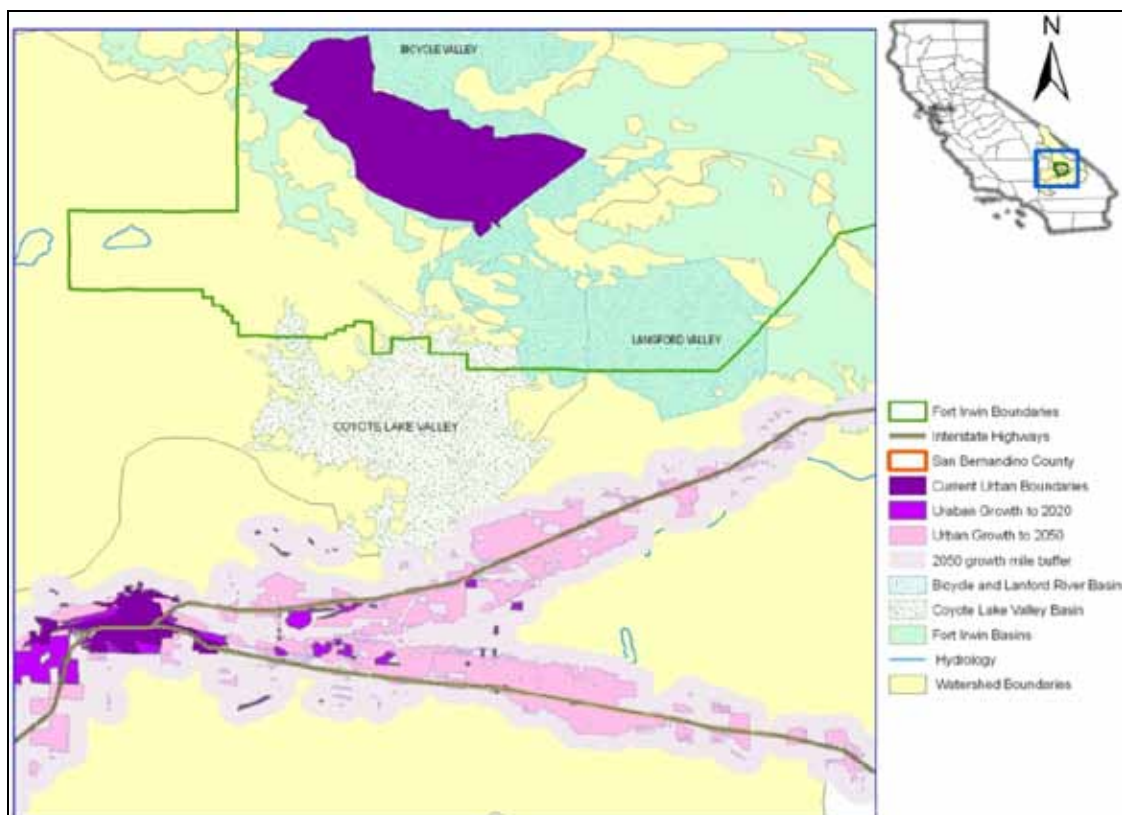 BICYCLE VALLEY
N
LANGFORD VALLEY
COYOTE LAKE VALLEY
Fort Irwin Boundaries
Interstate Highways
San Bernandino County
Current Urban Boundaries
Uraban Growth to 2020
Urban Growth to 2050
2050 growth mile buffer
Bicycle and Lanford River Basin
Coyote Lake Valley Basin
Fort Irwin Basins
Hydrology
Watershed Boundaries